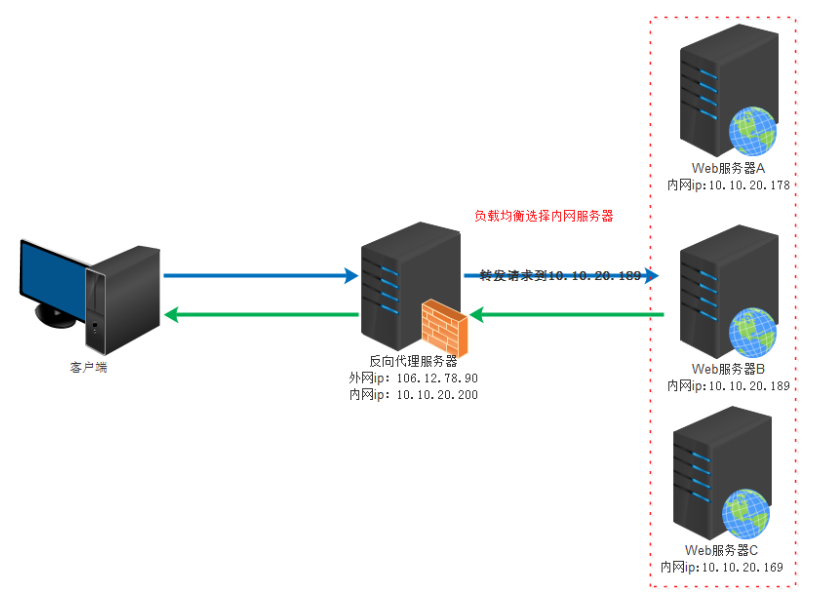 Web服务器A
内网ip:10.10.20.178
负载均衡选择内网服务器
转发请求到10.10.20.189
客户端
反向代理服务器
外网ip: 106.12.78.90
内网ip: 10.10.20.200
Web服务器B
内网ip:10.10.20.189
Web服务器C
内网ip:10.10.20.169